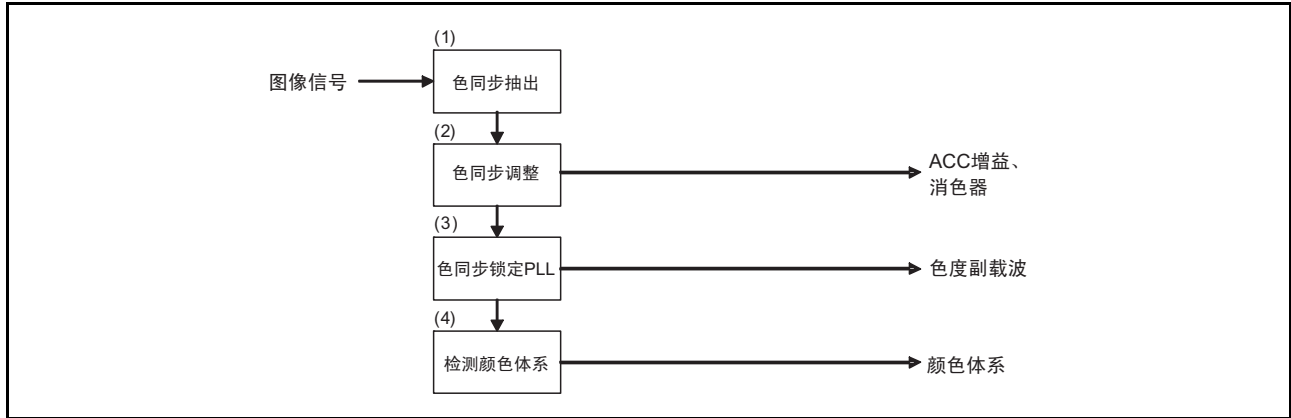 (1)
图像信号
色同步抽出
(2)
色同步调整
ACC增益、
消色器
(3)
色同步锁定PLL
色度副载波
(4)
检测颜色体系
颜色体系